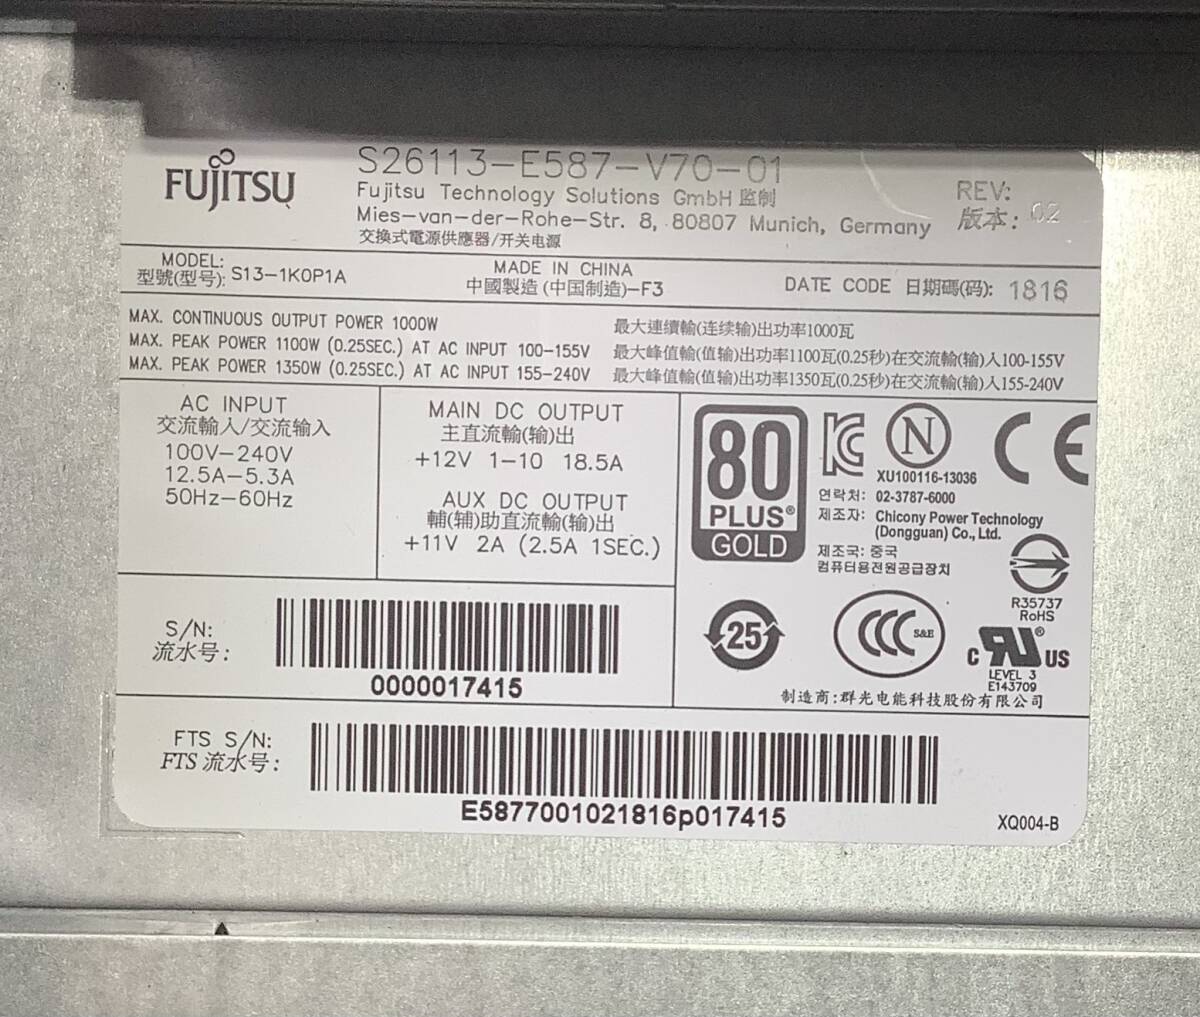 FUJITSU
S26113-E587-V70-01
Fujitsu Technology Solutions GmbH 監制
Mies-van-der-Rohe-Str. 8, 80807 Munich, Germany
交換式電源供應器/开关电源
REV:
版本: 02
MODEL:
型號(型号): S13-1K0P1A
MADE IN CHINA
中國製造(中国制造)-F3
DATE CODE 日期碼(码): 1816
MAX. CONTINUOUS OUTPUT POWER 1000W
MAX. PEAK POWER 1100W (0.25SEC.) AT AC INPUT 100-155V
MAX. PEAK POWER 1350W (0.25SEC.) AT AC INPUT 155-240V
最大連續輸(连续输)出功率1000瓦
最大峰值輸(值输)出功率1100瓦(0.25秒)在交流輸(输)入100-155V
最大峰值輸(值输)出功率1350瓦(0.25秒)在交流輸(输)入155-240V
AC INPUT
交流輸入/交流输入
100V-240V
12.5A-5.3A
50Hz-60Hz
MAIN DC OUTPUT
主直流輸(输)出
+12V 1-10 18.5A
AUX DC OUTPUT
輔(辅)助直流輸(输)出
+11V 2A (2.5A 1SEC.)
80
PLUS®
GOLD
KC
N
CE
XU100116-13036
연락처: 02-3787-6000
제조자: Chicony Power Technology
(Dongguan) Co., Ltd.
제조국: 중국
컴퓨터용전원공급장치
R35737
RoHS
25
CCC S&E
c RU® US
LEVEL 3
E143709
制造商:群光电能科技股份有限公司
S/N:
流水号:
0000017415
FTS S/N:
FTS 流水号:
E5877001021816p017415
XQ004-B